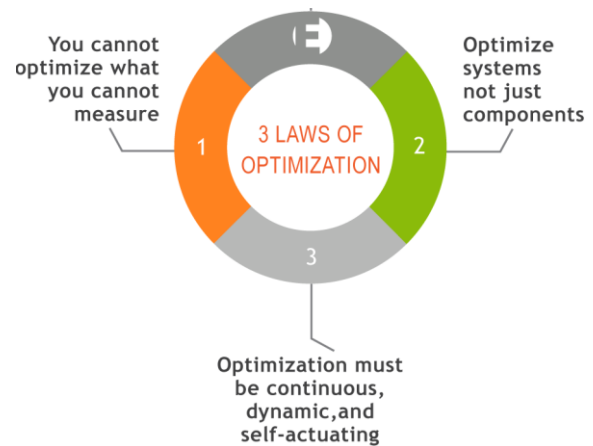 You cannot
optimize what
you cannot
measure
1
3 LAWS OF
OPTIMIZATION
2
Optimize
systems
not just
components
3
Optimization must
be continuous,
dynamic,and
self-actuating